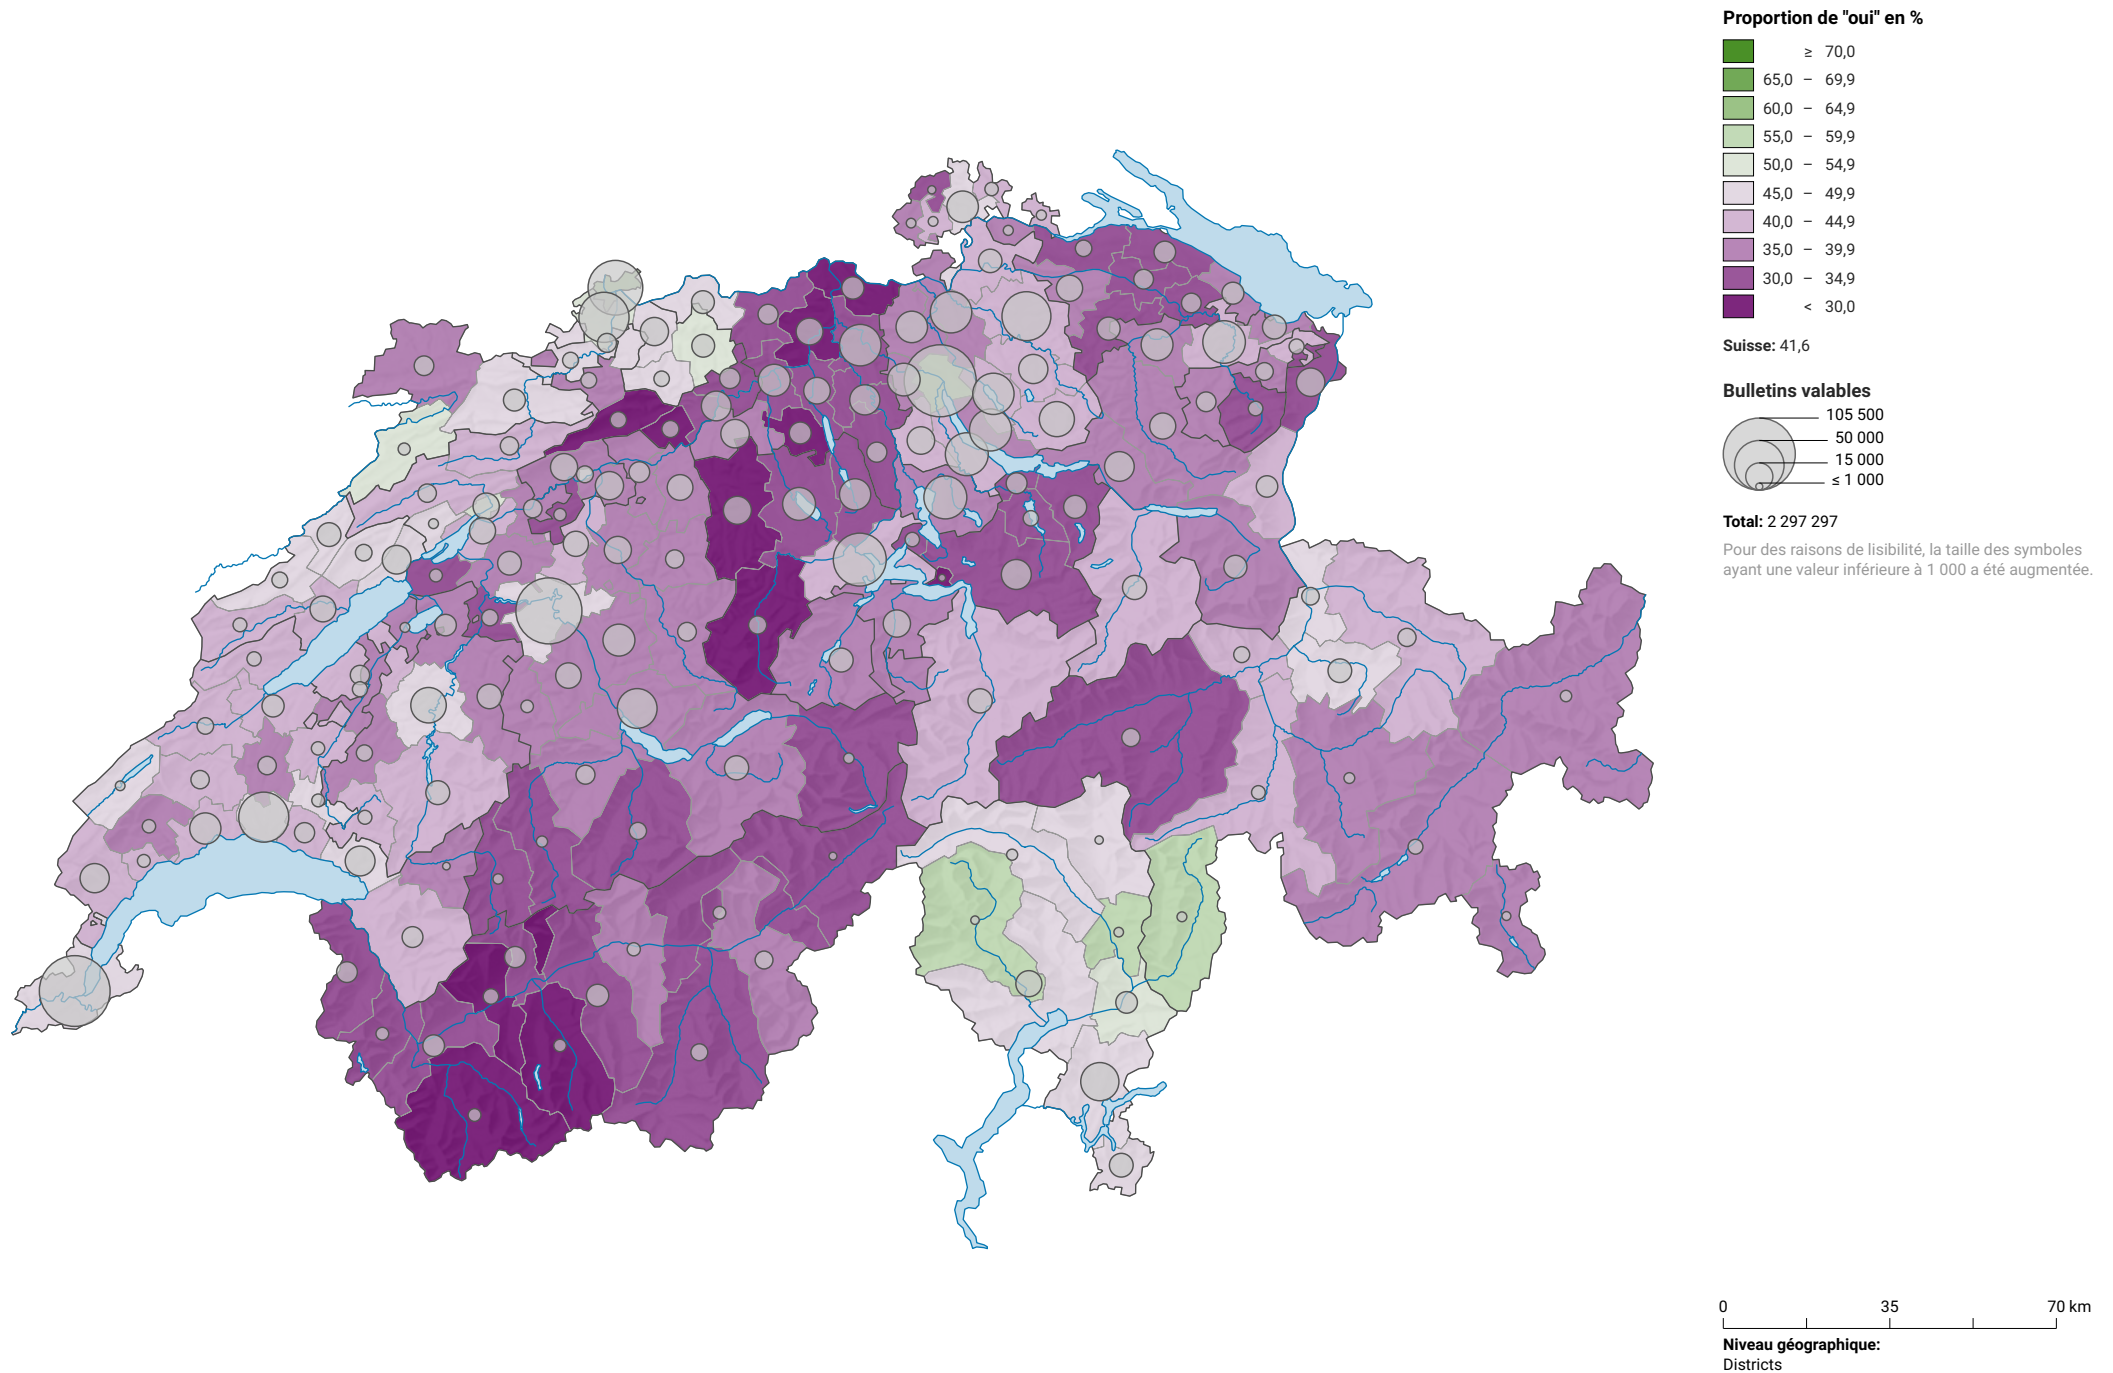 Proportion de "oui" en %
≥ 70,0
65,0 – 69,9
60,0 – 64,9
55,0 – 59,9
50,0 – 54,9
45,0 – 49,9
40,0 – 44,9
35,0 – 39,9
30,0 – 34,9
< 30,0
Suisse: 41,6
Bulletins valables
105 500
50 000
15 000
≤ 1 000
Total: 2 297 297
Pour des raisons de lisibilité, la taille des symboles
ayant une valeur inférieure à 1 000 a été augmentée.
0 35 70 km
Niveau géographique:
Districts